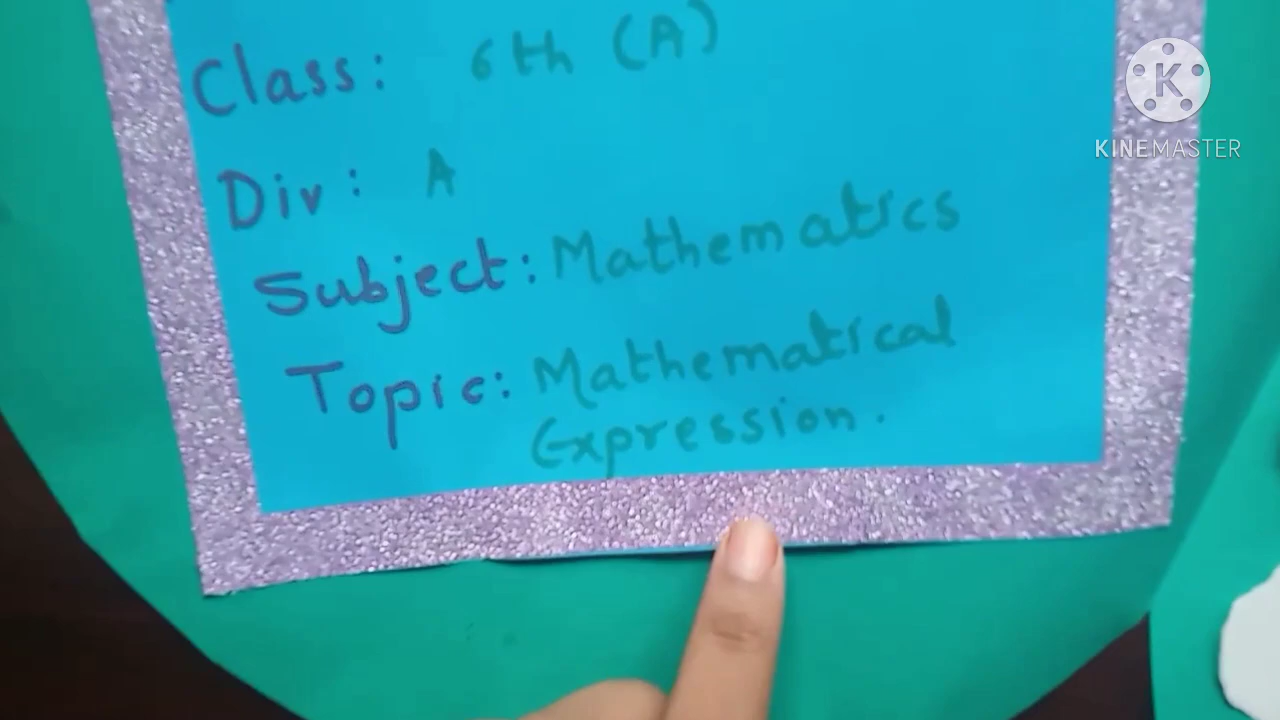 Class: 6th (A)
Div: A
Subject: Mathematics
Topic: Mathematical
Expression.
K
KINEMASTER